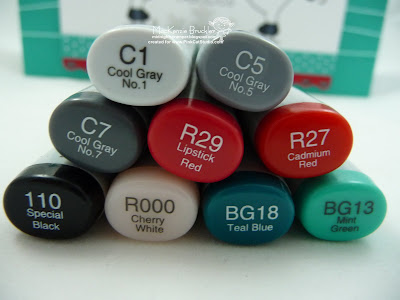 C1
Cool Gray
No.1
C5
Cool Gray
No.5
C7
Cool Gray
No.7
R29
Lipstick
Red
R27
Cadmium
Red
110
Special
Black
R000
Cherry
White
BG18
Teal Blue
BG13
Mint
Green